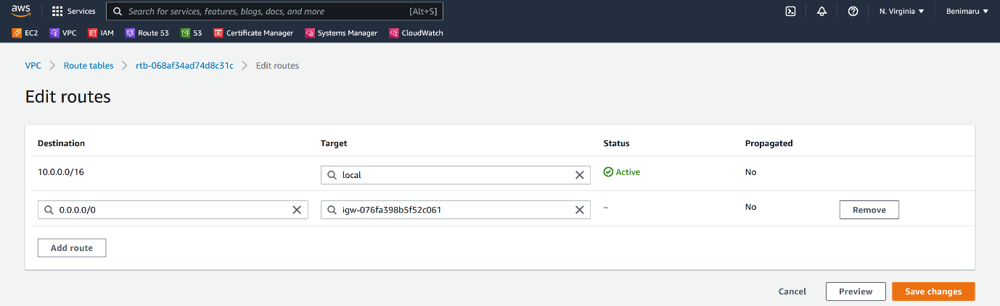 aws Services Search for services, features, blogs, docs, and more [Alt+S] N. Virginia Benimaru
EC2 VPC IAM Route 53 S3 Certificate Manager Systems Manager CloudWatch
VPC Route tables rtb-068af34ad74d8c31c Edit routes
Edit routes
Destination Target Status Propagated
10.0.0.0/16 local Active No
0.0.0.0/0 igw-076fa398b5f52c061 – No Remove
Add route
Cancel Preview Save changes